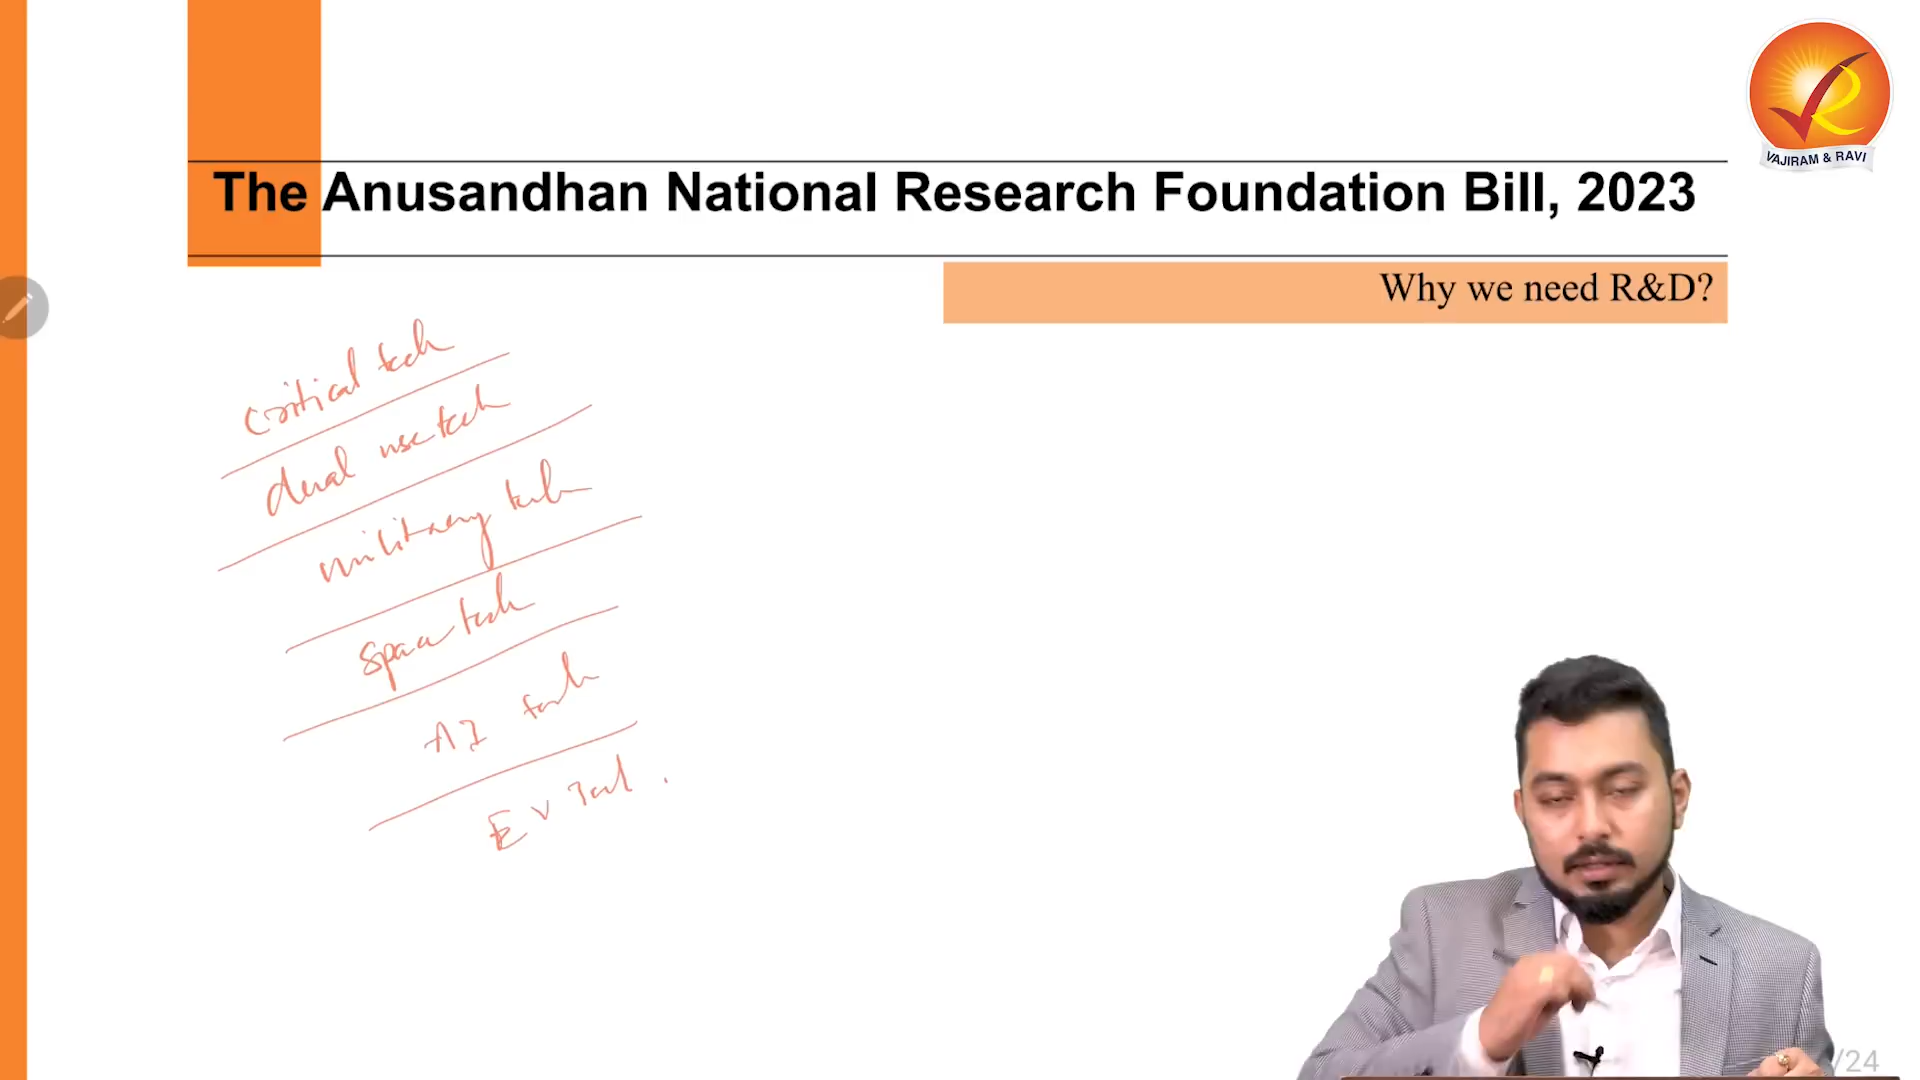 VAJIRAM & RAVI
The Anusandhan National Research Foundation Bill, 2023
Why we need R&D?
critical tech
dual use tech
military tech
space tech
AI tech
EV Tech
/24